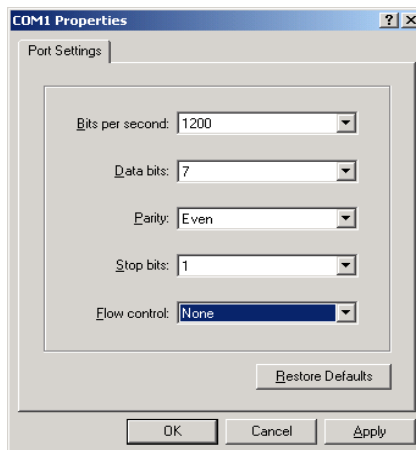 COM1 Properties
Port Settings
Bits per second: 1200
Data bits: 7
Parity: Even
Stop bits: 1
Flow control: None
Restore Defaults
OK Cancel Apply